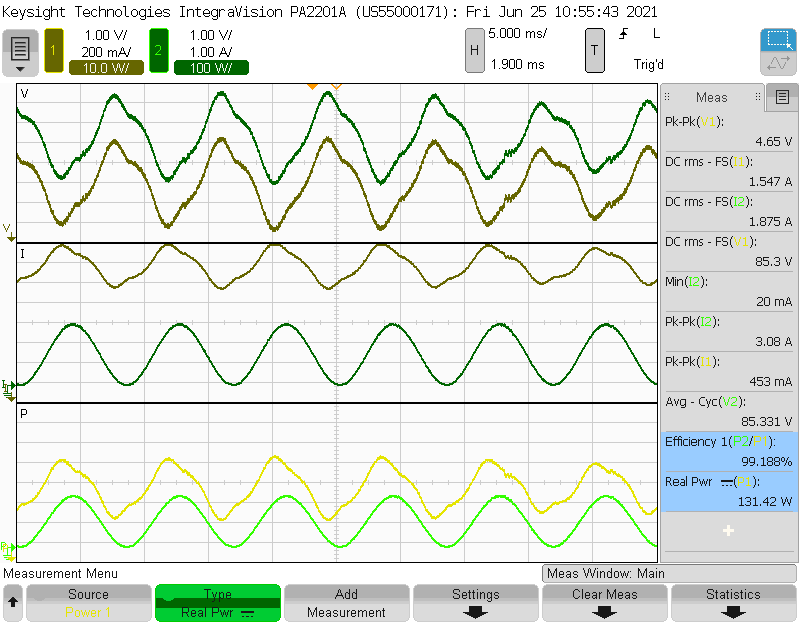 Keysight Technologies IntegraVision PA2201A (US55000171): Fri Jun 25 10:55:43 2021
1
1.00 V/
200 mA/
10.0 W/
2
1.00 V/
1.00 A/
100 W/
H
5.000 ms/
1.900 ms
T
L
Trig'd
V
I
P
V
I
P
Meas
Pk-Pk(V1):
4.65 V
DC rms - FS(I1):
1.547 A
DC rms - FS(I2):
1.875 A
DC rms - FS(V1):
85.3 V
Min(I2):
20 mA
Pk-Pk(I2):
3.08 A
Pk-Pk(I1):
453 mA
Avg - Cyc(V2):
85.331 V
Efficiency 1(P2/P ):
99.188%
Real Pwr (P1):
131.42 W
+
Measurement Menu
Meas Window: Main
Source
Power 1
Type
Real Pwr
Add
Measurement
Settings
Clear Meas
Statistics